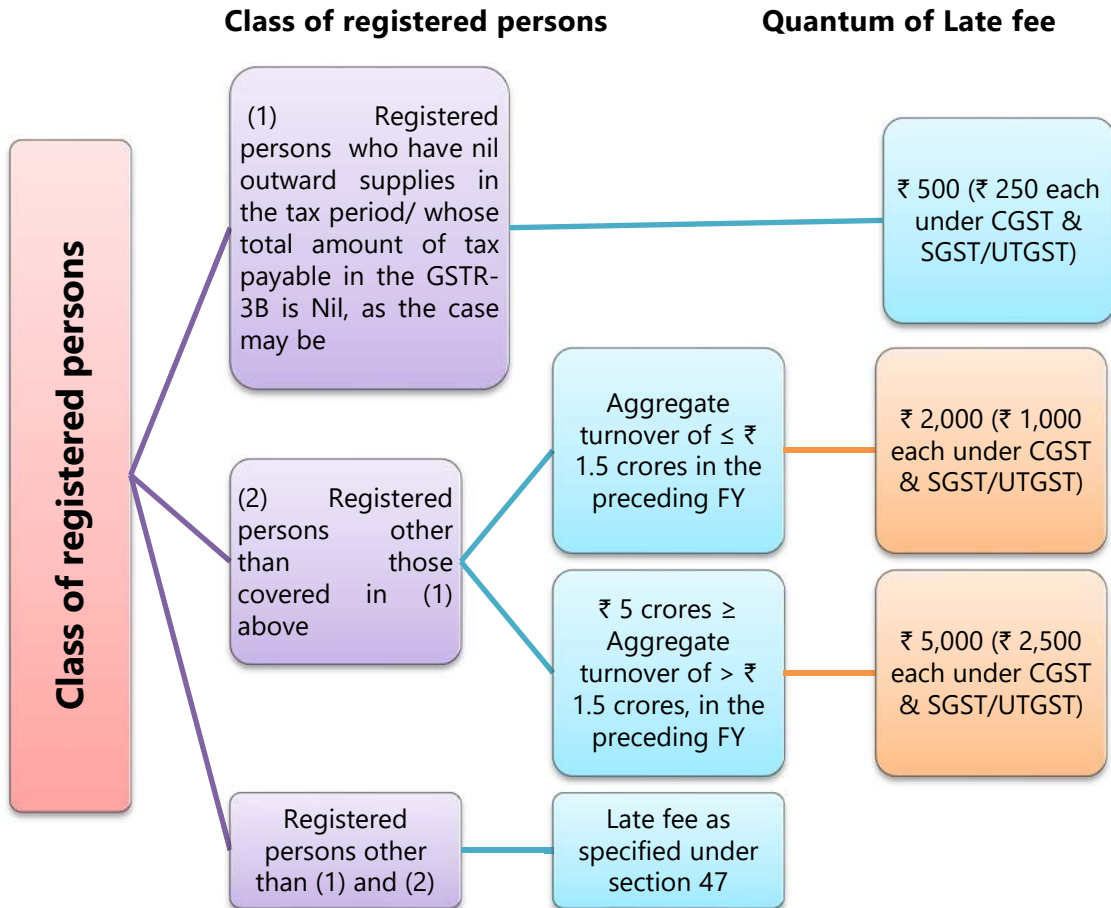 Class of registered persons
Quantum of Late fee
Class of registered persons
(1) Registered
persons who have nil
outward supplies in
the tax period/ whose
total amount of tax
payable in the GSTR-
3B is Nil, as the case
may be
₹ 500 (₹ 250 each
under CGST &
SGST/UTGST)
(2) Registered
persons other
than those
covered in (1)
above
Aggregate
turnover of ≤ ₹
1.5 crores in the
preceding FY
₹ 2,000 (₹ 1,000
each under CGST
& SGST/UTGST)
₹ 5 crores ≥
Aggregate
turnover of > ₹
1.5 crores, in the
preceding FY
₹ 5,000 (₹ 2,500
each under CGST
& SGST/UTGST)
Registered
persons other
than (1) and (2)
Late fee as
specified under
section 47